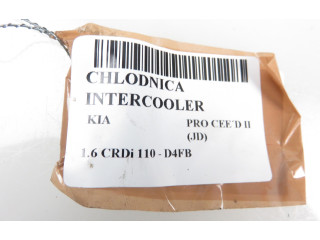 CHLODNICA
INTERCOOLER
KIA PRO CEE'D II
(JD)
1.6 CRDi 110 - D4FB